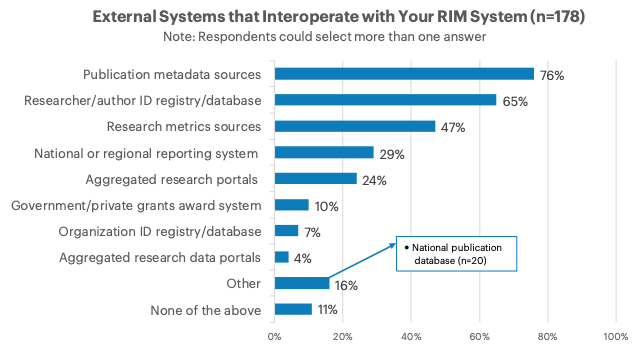 External Systems that Interoperate with Your RIM System (n=178)
Note: Respondents could select more than one answer
Publication metadata sources 76%
Researcher/author ID registry/database 65%
Research metrics sources 47%
National or regional reporting system 29%
Aggregated research portals 24%
Government/private grants award system 10%
Organization ID registry/database 7%
Aggregated research data portals 4%
• National publication
database (n=20)
Other 16%
None of the above 11%
0% 20% 40% 60% 80% 100%